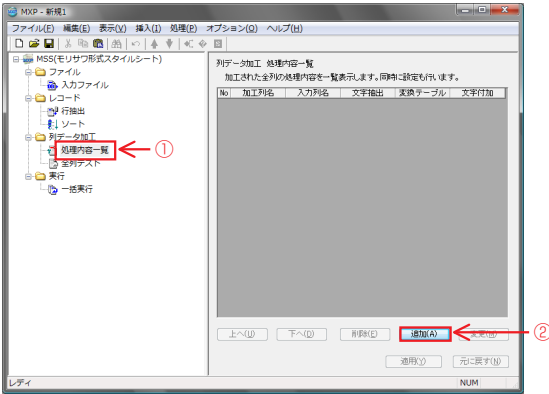 MXP - 新規1
ファイル(F) 編集(E) 表示(V) 挿入(I) 処理(P) オプション(O) ヘルプ(H)
MSS(モリサワ形式スタイルシート)
ファイル
入力ファイル
レコード
行抽出
ソート
列データ加工
処理内容一覧
①
全列テスト
実行
一括実行
列データ加工 処理内容一覧
加工された全列の処理内容を一覧表示します。同時に設定も行います。
No 加工列名 入力列名 文字抽出 変換テーブル 文字付加
上へ(U) 下へ(D) 削除(E) 追加(A) 変更(M)
②
適用(Y) 元に戻す(N)
レディ
NUM